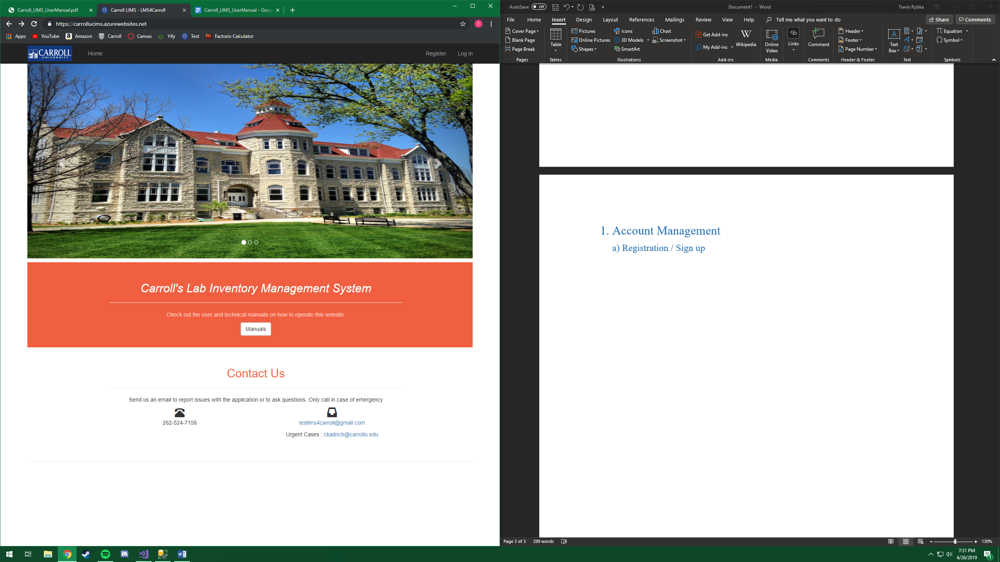 Carroll_LIMS_UserManual.pdf
Carroll LIMS - LMS4Carroll
Carroll_LIMS_UserManual - Goog
https://carrollucims.azurewebsites.net
T
Apps
YouTube
Amazon
Carroll
Canvas
Yify
Test
Factorio Calculator
CARROLL
UNIVERSITY
Home
Register
Log in
Carroll's Lab Inventory Management System
Check out the user and technical manuals on how to operate this website.
Manuals
Contact Us
Send us an email to report issues with the application or to ask questions. Only call in case of emergency
262-524-7158
testlms4carroll@gmail.com
Urgent Cases : ckadrich@carrollu.edu
AutoSave Off
Document1 - Word
Travis Rybka
File Home Insert Design Layout References Mailings Review View Help Tell me what you want to do
Share
Comments
Cover Page
Blank Page
Page Break
Pages
Table
Tables
Pictures
Online Pictures
Shapes
Icons
3D Models
SmartArt
Chart
Screenshot
Illustrations
Get Add-ins
My Add-ins
W
Wikipedia
Add-ins
Online
Video
Media
Links
Comment
Comments
Header
Footer
Page Number
Header & Footer
Text
Box
Text
Equation
Symbol
Symbols
1. Account Management
a) Registration / Sign up
Page 3 of 3
289 words
130%
7:31 PM
4/26/2019
1